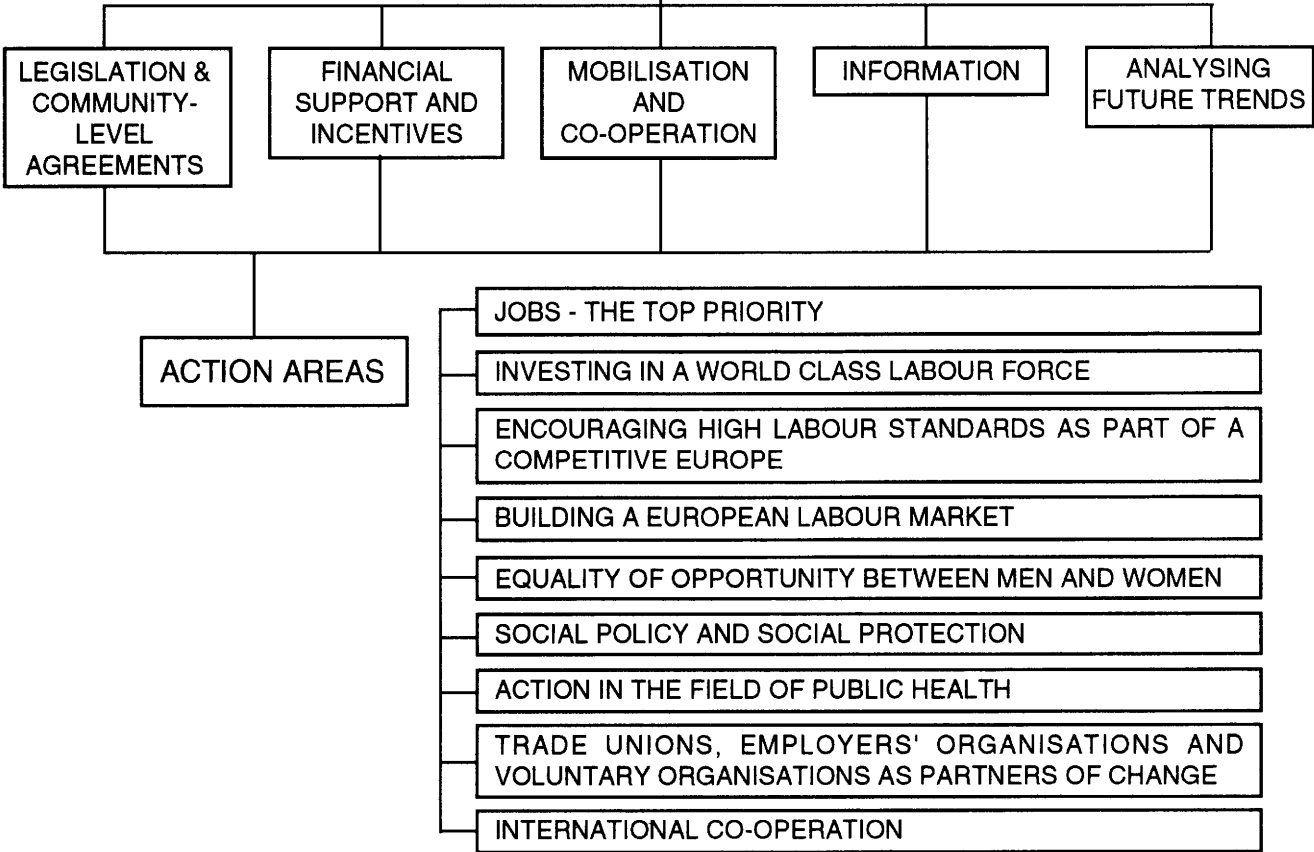 LEGISLATION &
COMMUNITY-
LEVEL
AGREEMENTS
FINANCIAL
SUPPORT AND
INCENTIVES
MOBILISATION
AND
CO-OPERATION
INFORMATION
ANALYSING
FUTURE TRENDS
ACTION AREAS
JOBS - THE TOP PRIORITY
INVESTING IN A WORLD CLASS LABOUR FORCE
ENCOURAGING HIGH LABOUR STANDARDS AS PART OF A
COMPETITIVE EUROPE
BUILDING A EUROPEAN LABOUR MARKET
EQUALITY OF OPPORTUNITY BETWEEN MEN AND WOMEN
SOCIAL POLICY AND SOCIAL PROTECTION
ACTION IN THE FIELD OF PUBLIC HEALTH
TRADE UNIONS, EMPLOYERS' ORGANISATIONS AND
VOLUNTARY ORGANISATIONS AS PARTNERS OF CHANGE
INTERNATIONAL CO-OPERATION